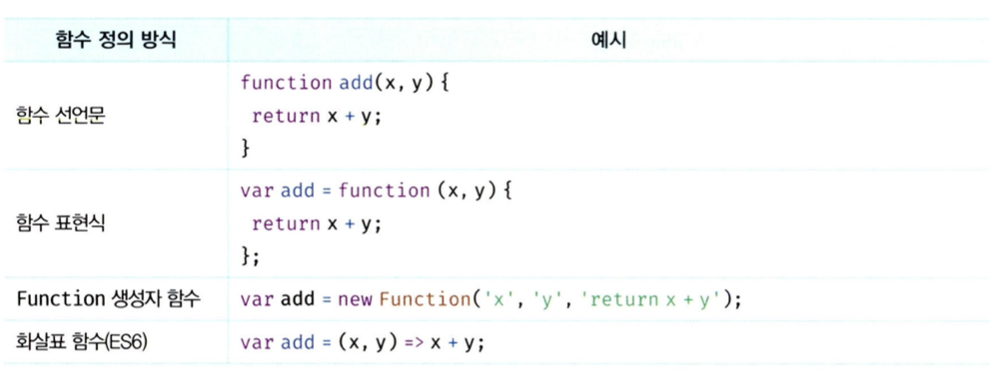 함수 정의 방식 예시
함수 선언문
function add(x, y) {
return x + y;
}
함수 표현식
var add = function (x, y) {
return x + y;
};
Function 생성자 함수 var add = new Function('x', 'y', 'return x + y');
화살표 함수(ES6) var add = (x, y) => x + y;